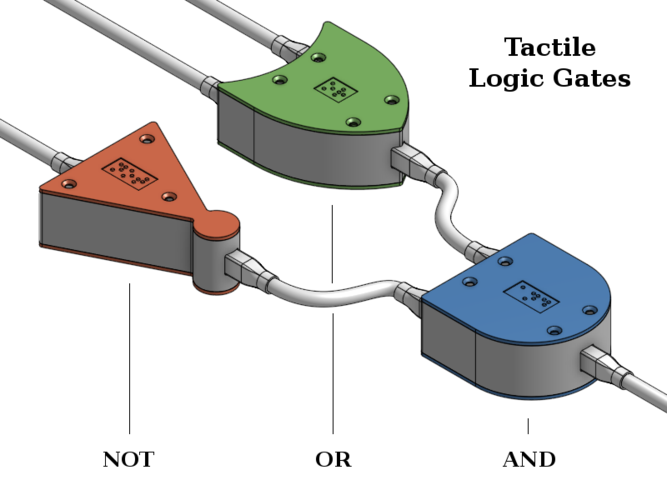 Tactile
Logic Gates
NOT
OR
AND